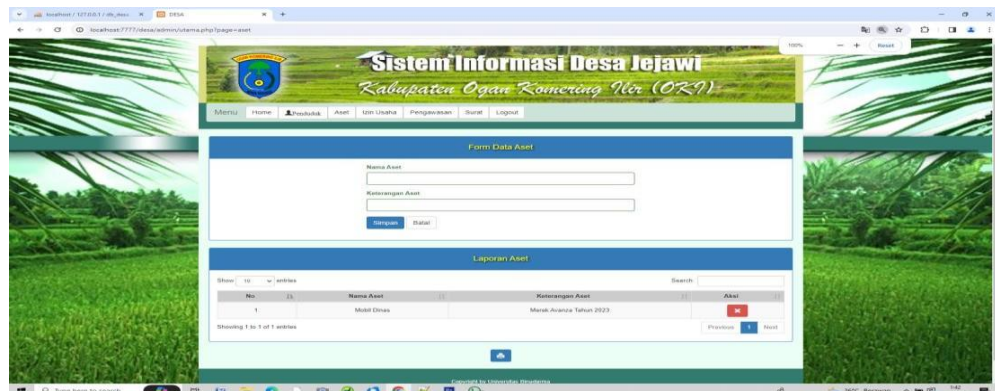 localhost / 127.0.0.1 / db_desa
DESA
localhost:7777/desa/admin/utama.php?page=aset
100%
Reset
Sistem Informasi Desa Jejawi
Kabupaten Ogan Komering Ilir (OKI)
Menu Home Penduduk Aset Izin Usaha Pengawasan Surat Logout
Form Data Aset
Nama Aset
Keterangan Aset
Simpan Batal
Laporan Aset
Show 10 entries Search:
No Nama Aset Keterangan Aset Aksi
1 Mobil Dinas Merek Avanza Tahun 2023
Showing 1 to 1 of 1 entries Previous 1 Next
Copyright by Universitas Binadarma
Type here to search